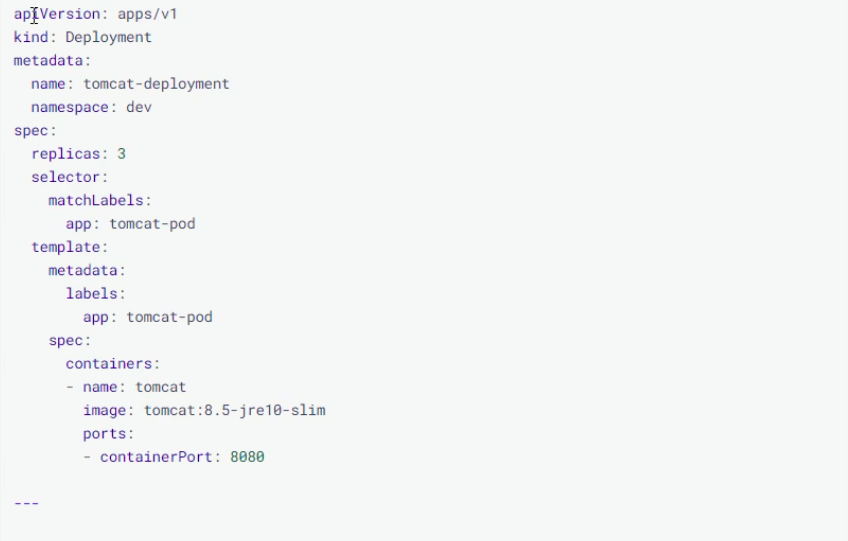 apiVersion: apps/v1
kind: Deployment
metadata:
  name: tomcat-deployment
  namespace: dev
spec:
  replicas: 3
  selector:
    matchLabels:
      app: tomcat-pod
  template:
    metadata:
      labels:
        app: tomcat-pod
    spec:
      containers:
      - name: tomcat
        image: tomcat:8.5-jre10-slim
        ports:
        - containerPort: 8080

---